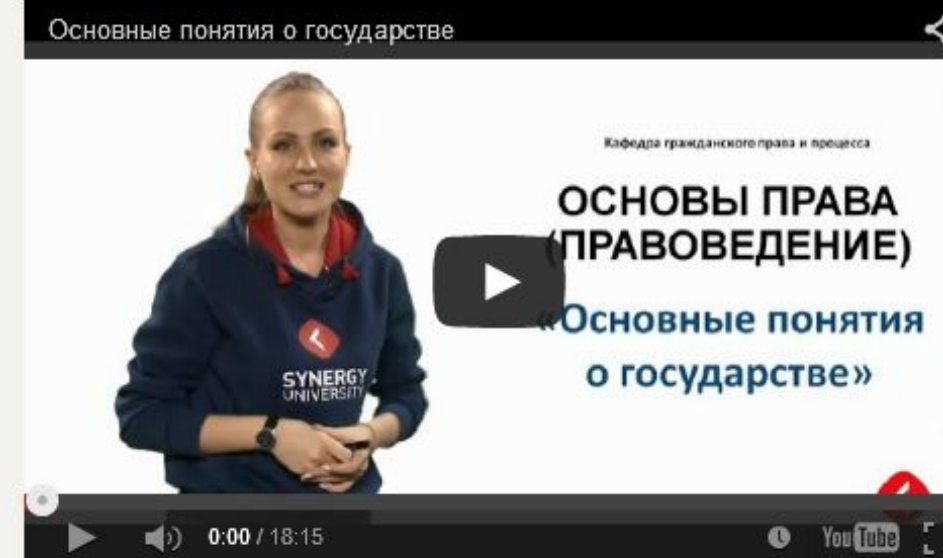 Основные понятия о государстве
Кафедра гражданского права и процесса
ОСНОВЫ ПРАВА
(ПРАВОВЕДЕНИЕ)
«Основные понятия
о государстве»
SYNERGY
UNIVERSITY
0:00 / 18:15
YouTube